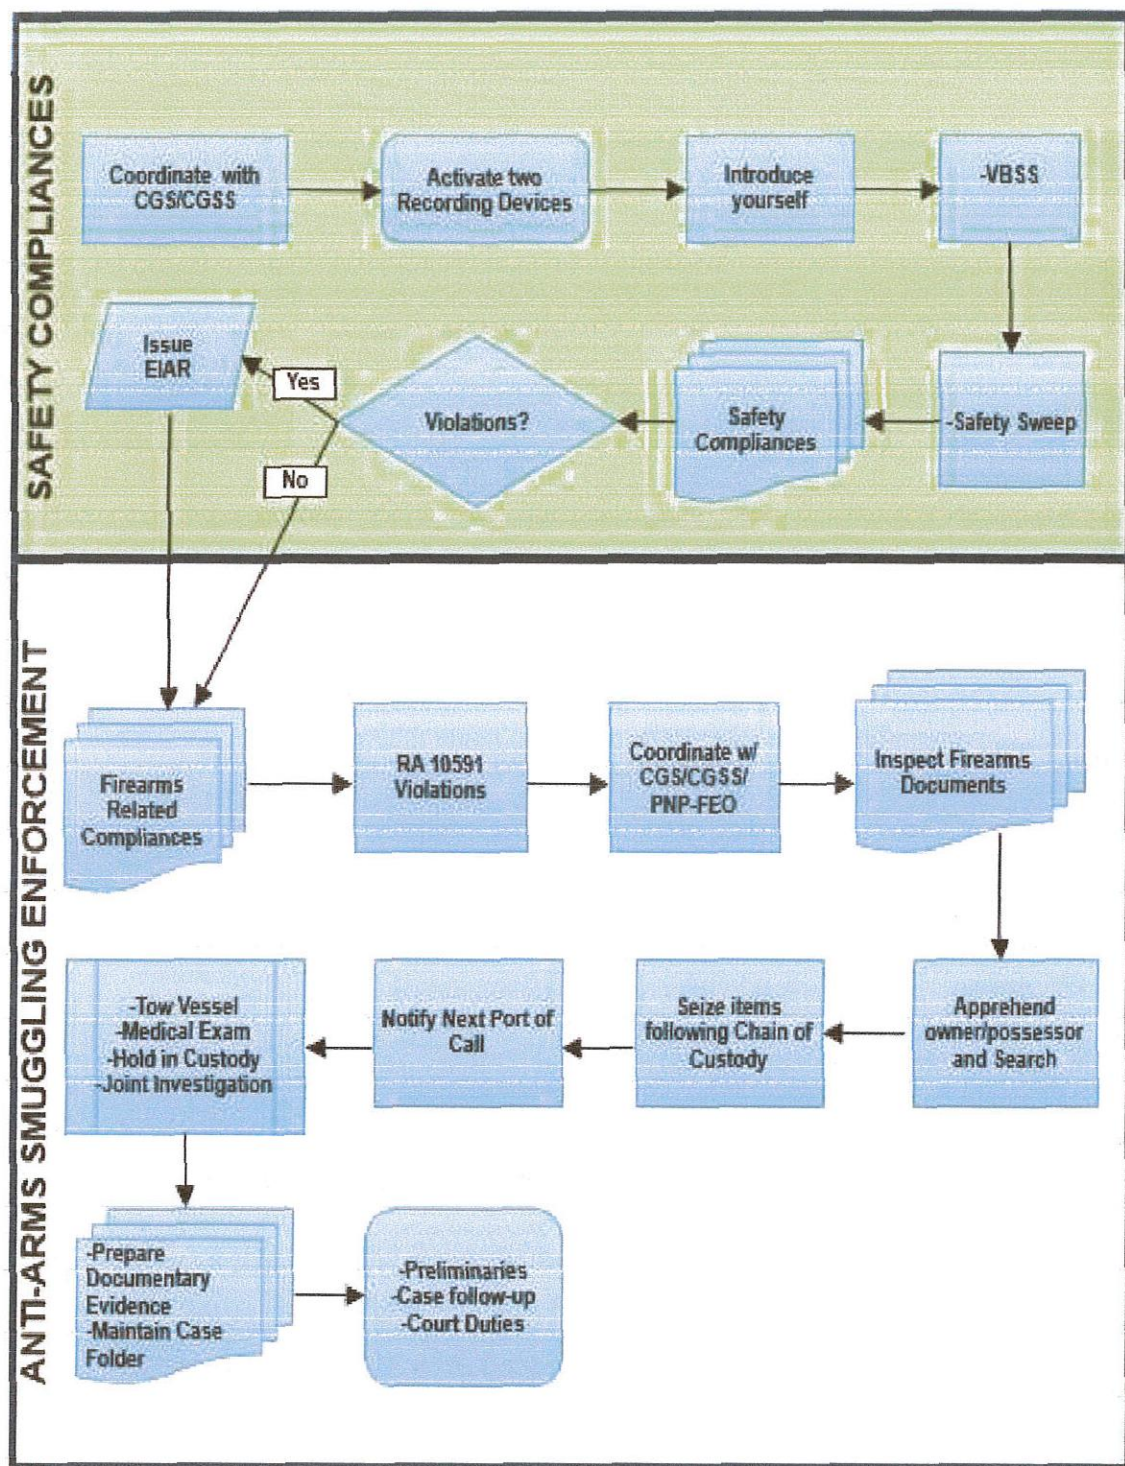 SAFETY COMPLIANCES
Coordinate with
CGS/CGSS
Activate two
Recording Devices
Introduce
yourself
-VBSS
Issue
EIAR
Yes
No
Violations?
Safety
Compliances
-Safety Sweep
ANTI-ARMS SMUGGLING ENFORCEMENT
Firearms
Related
Compliances
RA 10591
Violations
Coordinate w/
CGS/CGSS/
PNP-FEO
Inspect Firearms
Documents
-Tow Vessel
-Medical Exam
-Hold in Custody
-Joint Investigation
Notify Next Port of
Call
Seize items
following Chain of
Custody
Apprehend
owner/possessor
and Search
-Prepare
Documentary
Evidence
-Maintain Case
Folder
-Preliminaries
-Case follow-up
-Court Duties